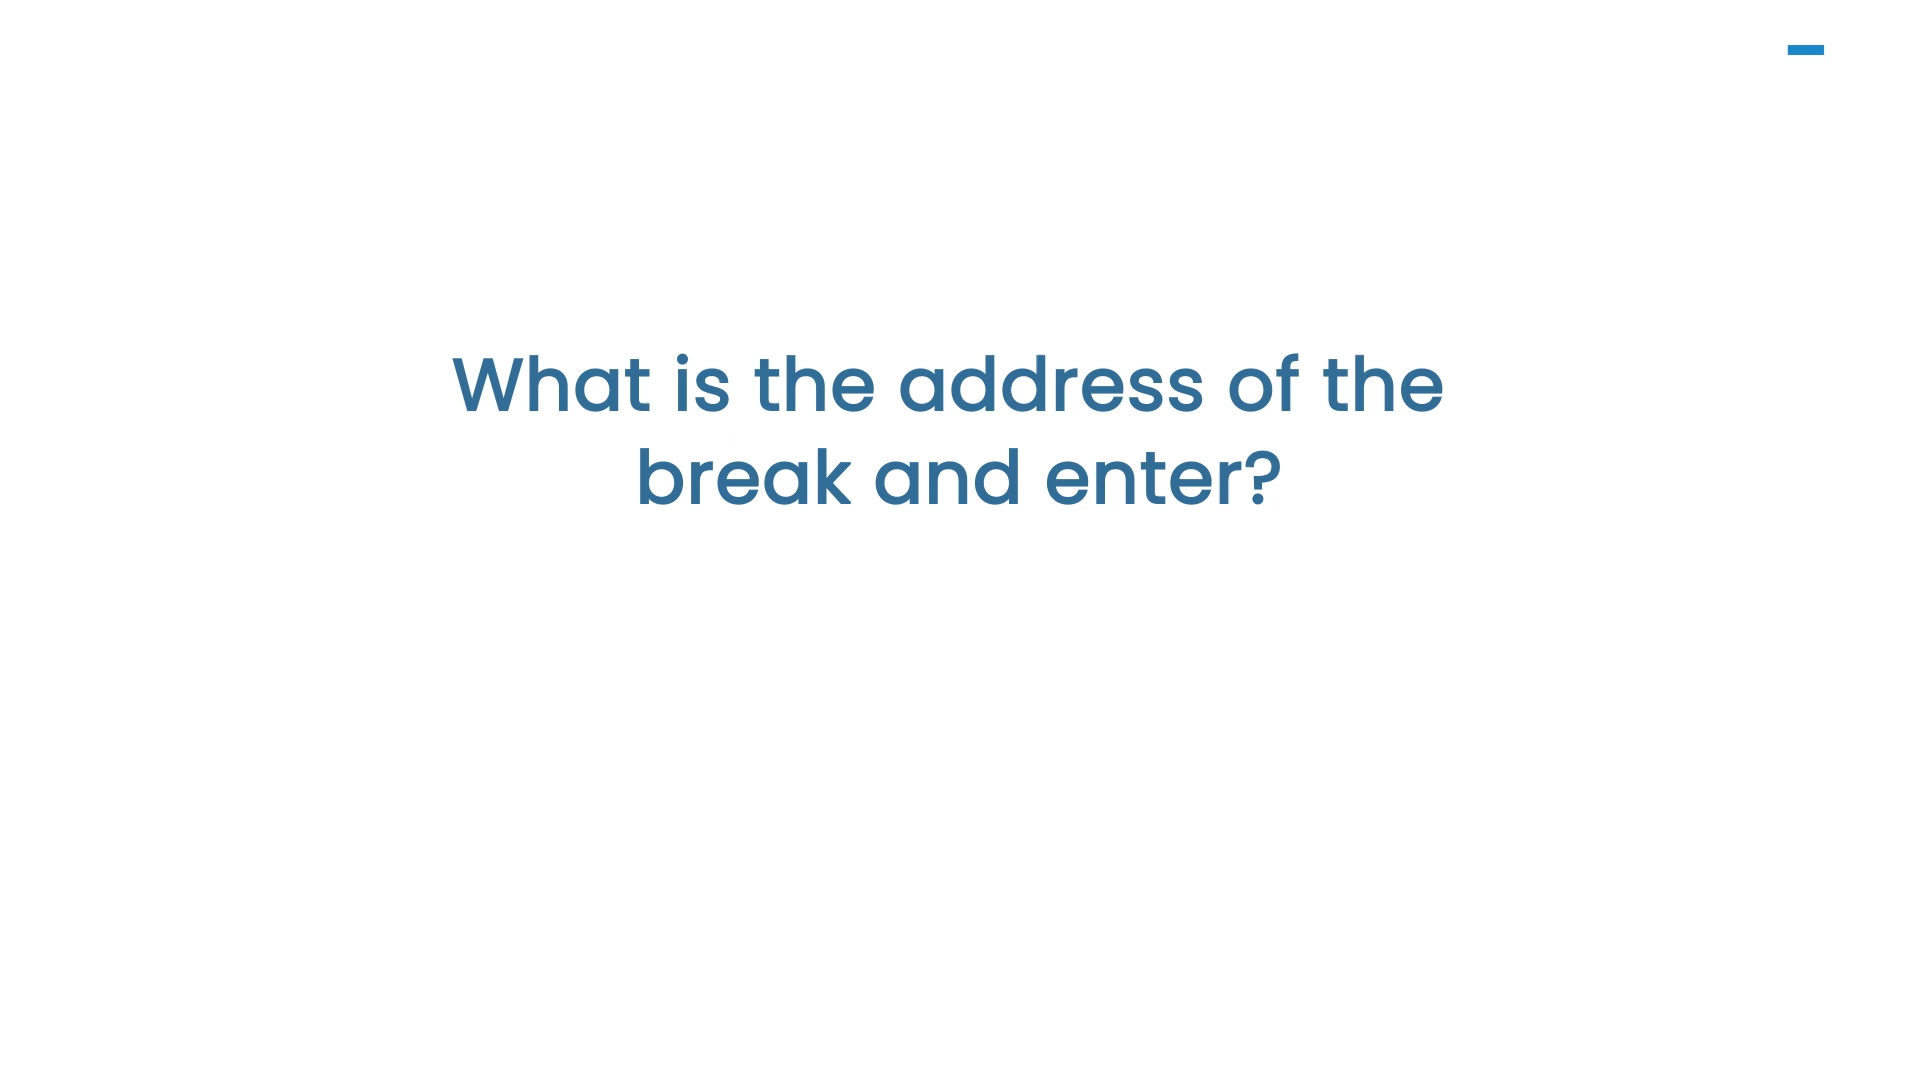 What is the address of the
break and enter?